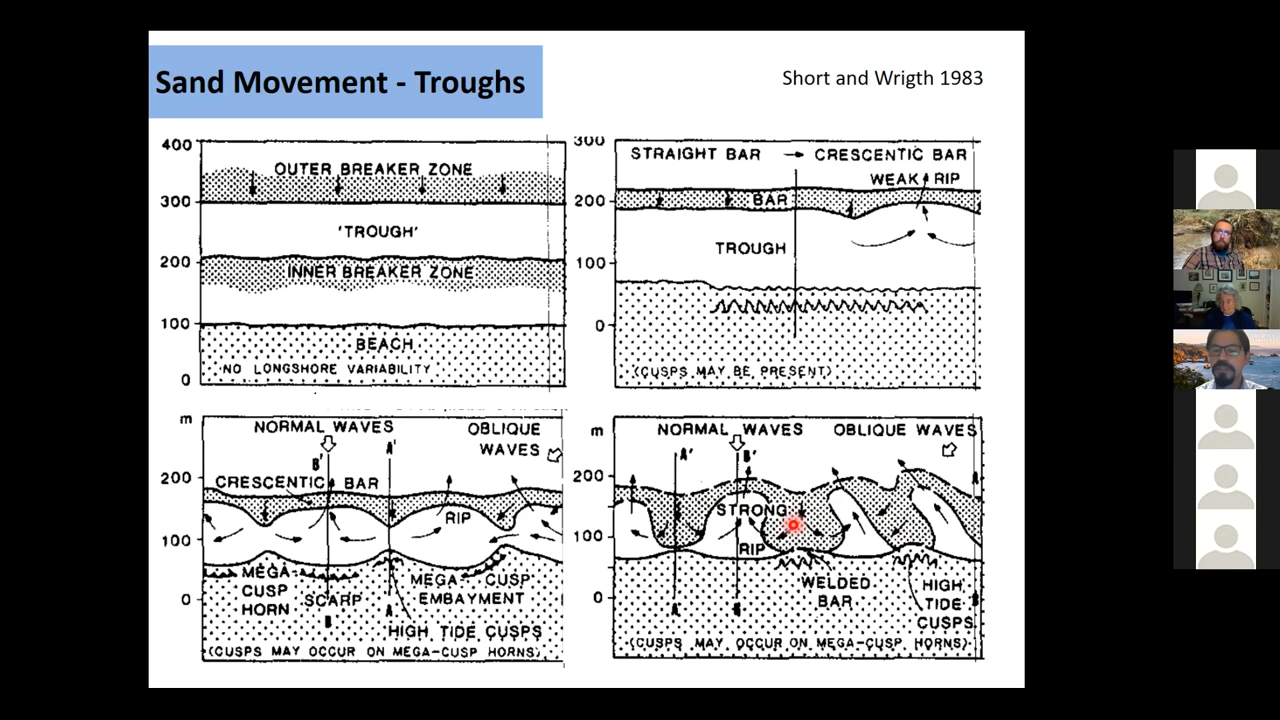 Sand Movement - Troughs
Short and Wrigth 1983
400
OUTER BREAKER ZONE
300
'TROUGH'
200
INNER BREAKER ZONE
100
BEACH
NO LONGSHORE VARIABILITY
0
300
STRAIGHT BAR → CRESCENTIC BAR
WEAK RIP
200
BAR
TROUGH
100
0
(CUSPS MAY BE PRESENT)
m
NORMAL WAVES
OBLIQUE
WAVES
A'
B'
200
CRESCENTIC BAR
RIP
100
MEGA
CUSP
HORN
MEGA-CUSP
EMBAYMENT
0
SCARP
A
B
HIGH TIDE CUSPS
(CUSPS MAY OCCUR ON MEGA-CUSP HORNS)
m
NORMAL WAVES
OBLIQUE WAVES
A'
B'
200
A
STRONG
100
RIP
WELDED
BAR
HIGH
TIDE
CUSPS
0
A
B
(CUSPS MAY OCCUR ON MEGA-CUSP HORNS)